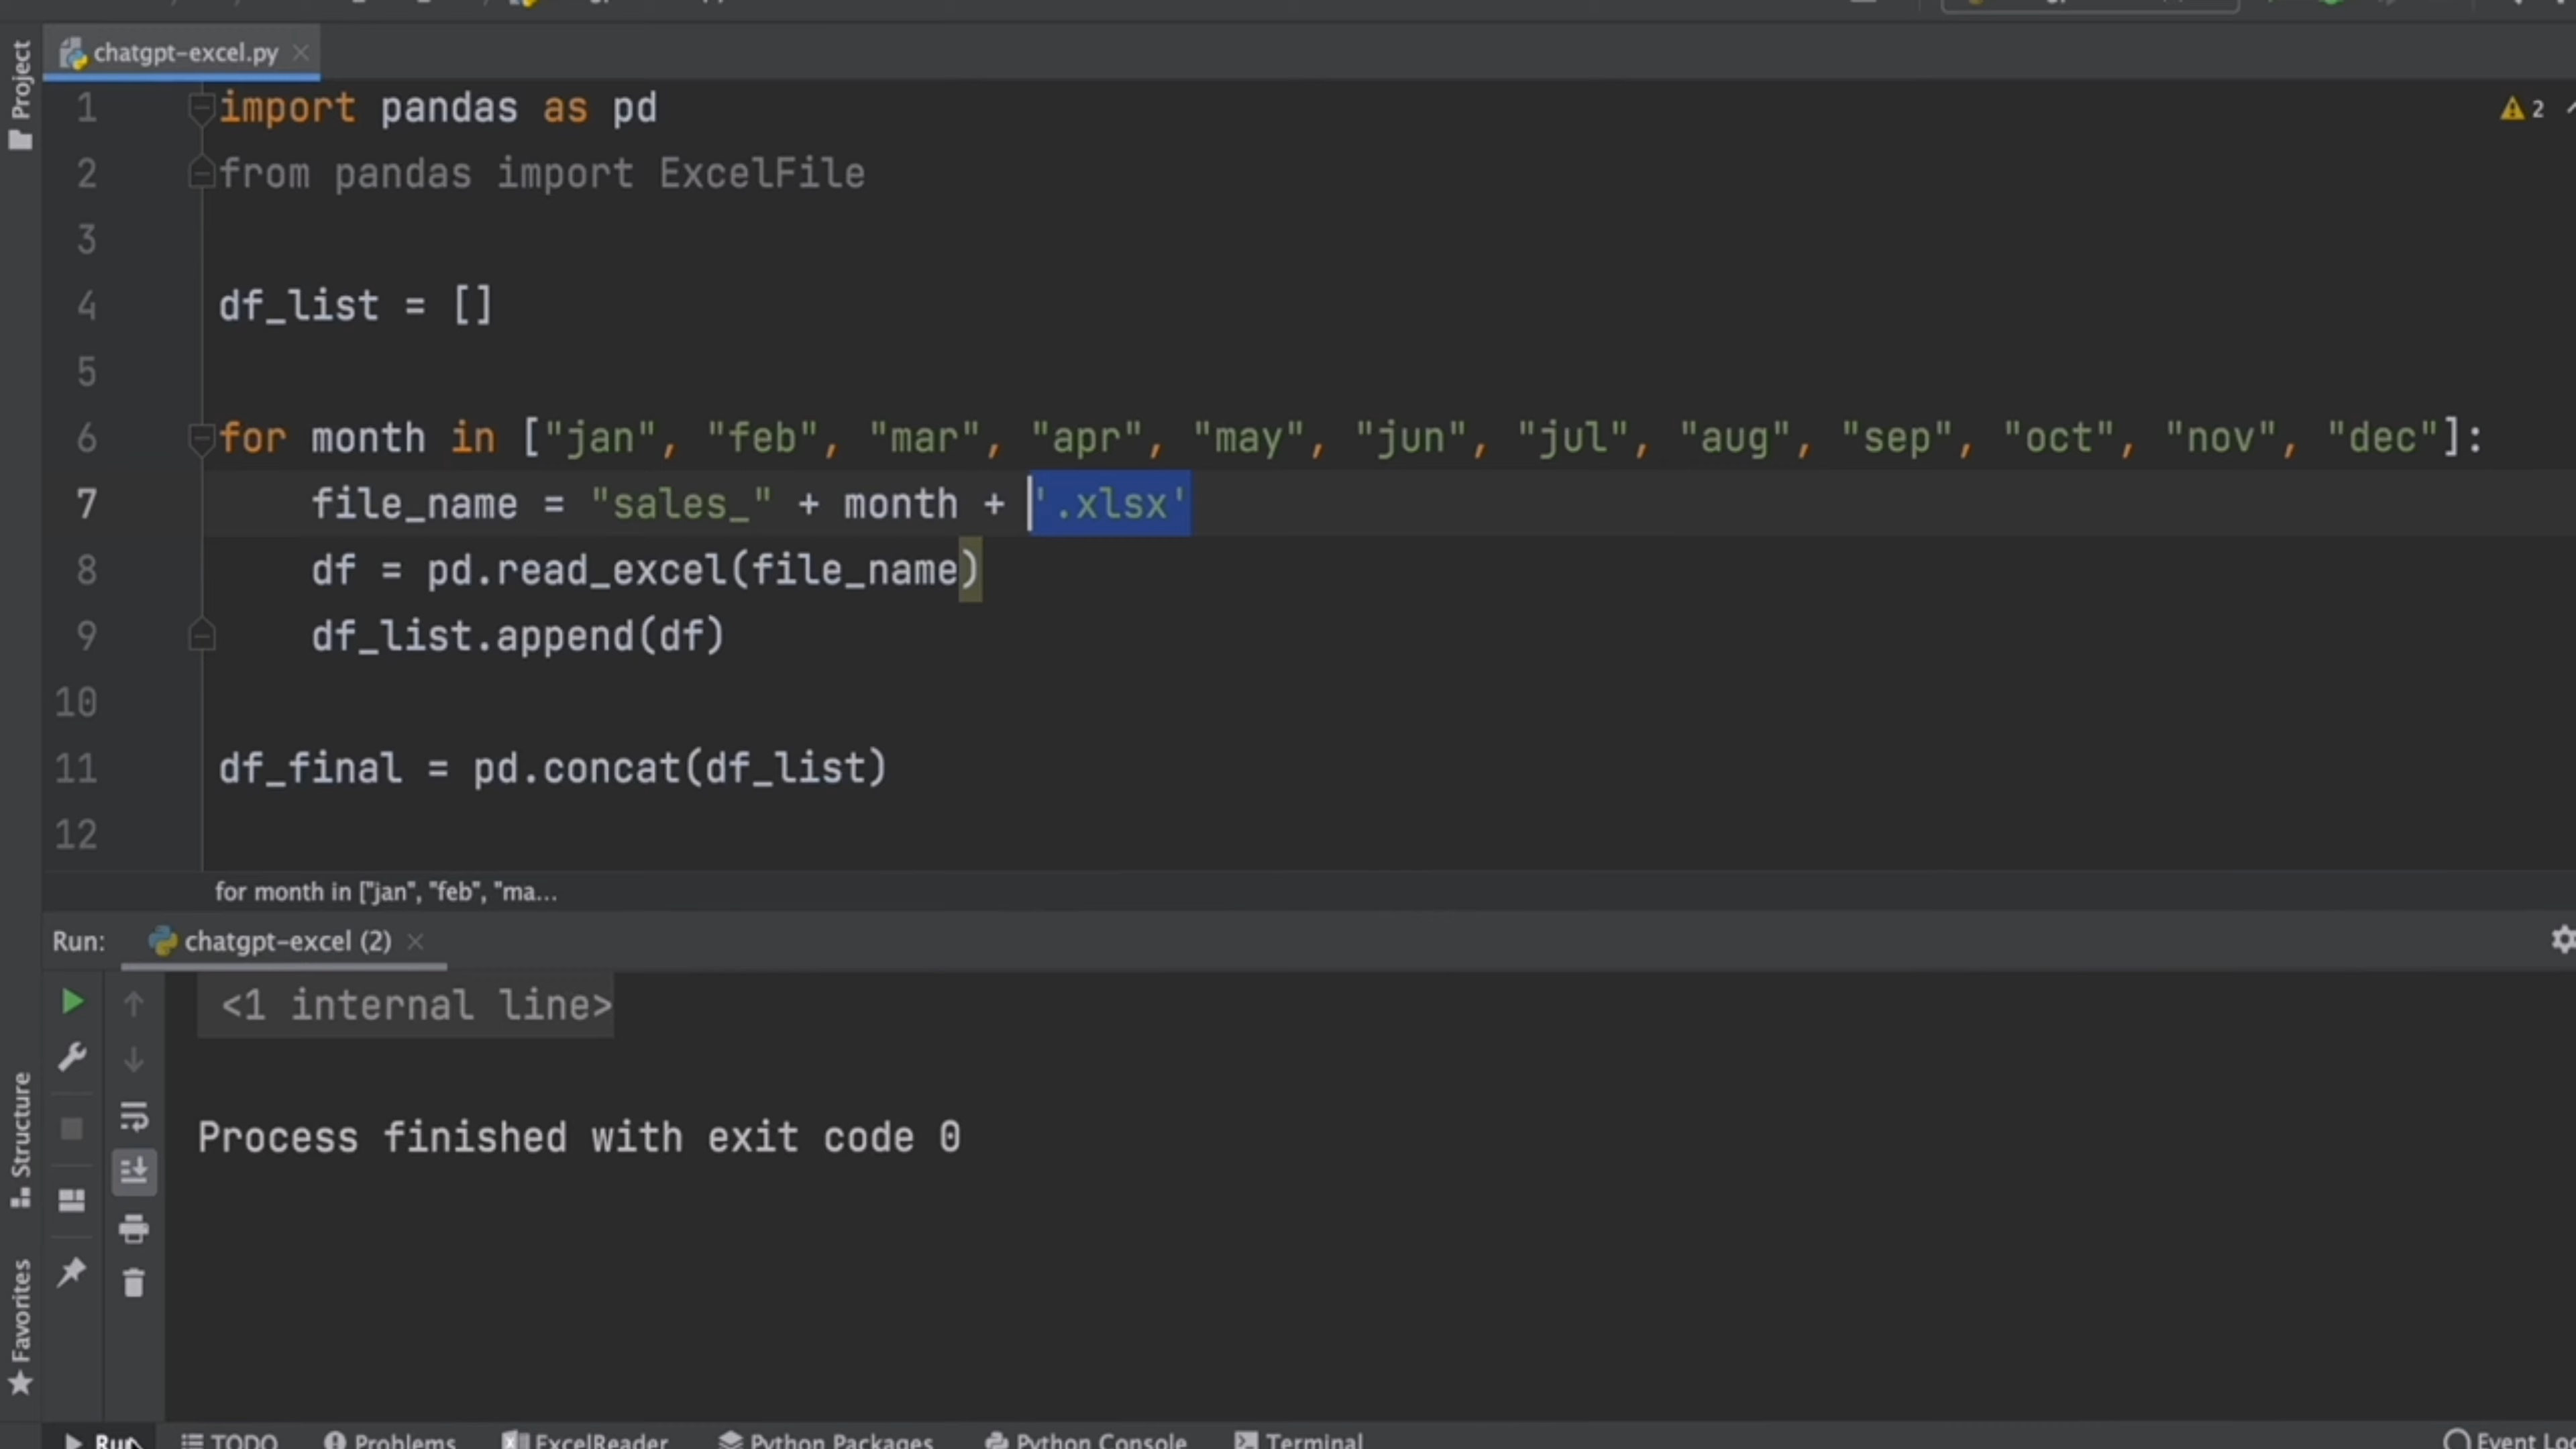 chatgpt-excel.py
Project
2
1 import pandas as pd
2 from pandas import ExcelFile
3
4 df_list = []
5
6 for month in ["jan", "feb", "mar", "apr", "may", "jun", "jul", "aug", "sep", "oct", "nov", "dec"]:
7 file_name = "sales_" + month + '.xlsx'
8 df = pd.read_excel(file_name)
9 df_list.append(df)
10
11 df_final = pd.concat(df_list)
12
for month in ["jan", "feb", "ma...
Run: chatgpt-excel (2)
<1 internal line>
Process finished with exit code 0
Structure
Favorites
Run TODO Problems ExcelReader Python Packages Python Console Terminal Event Log